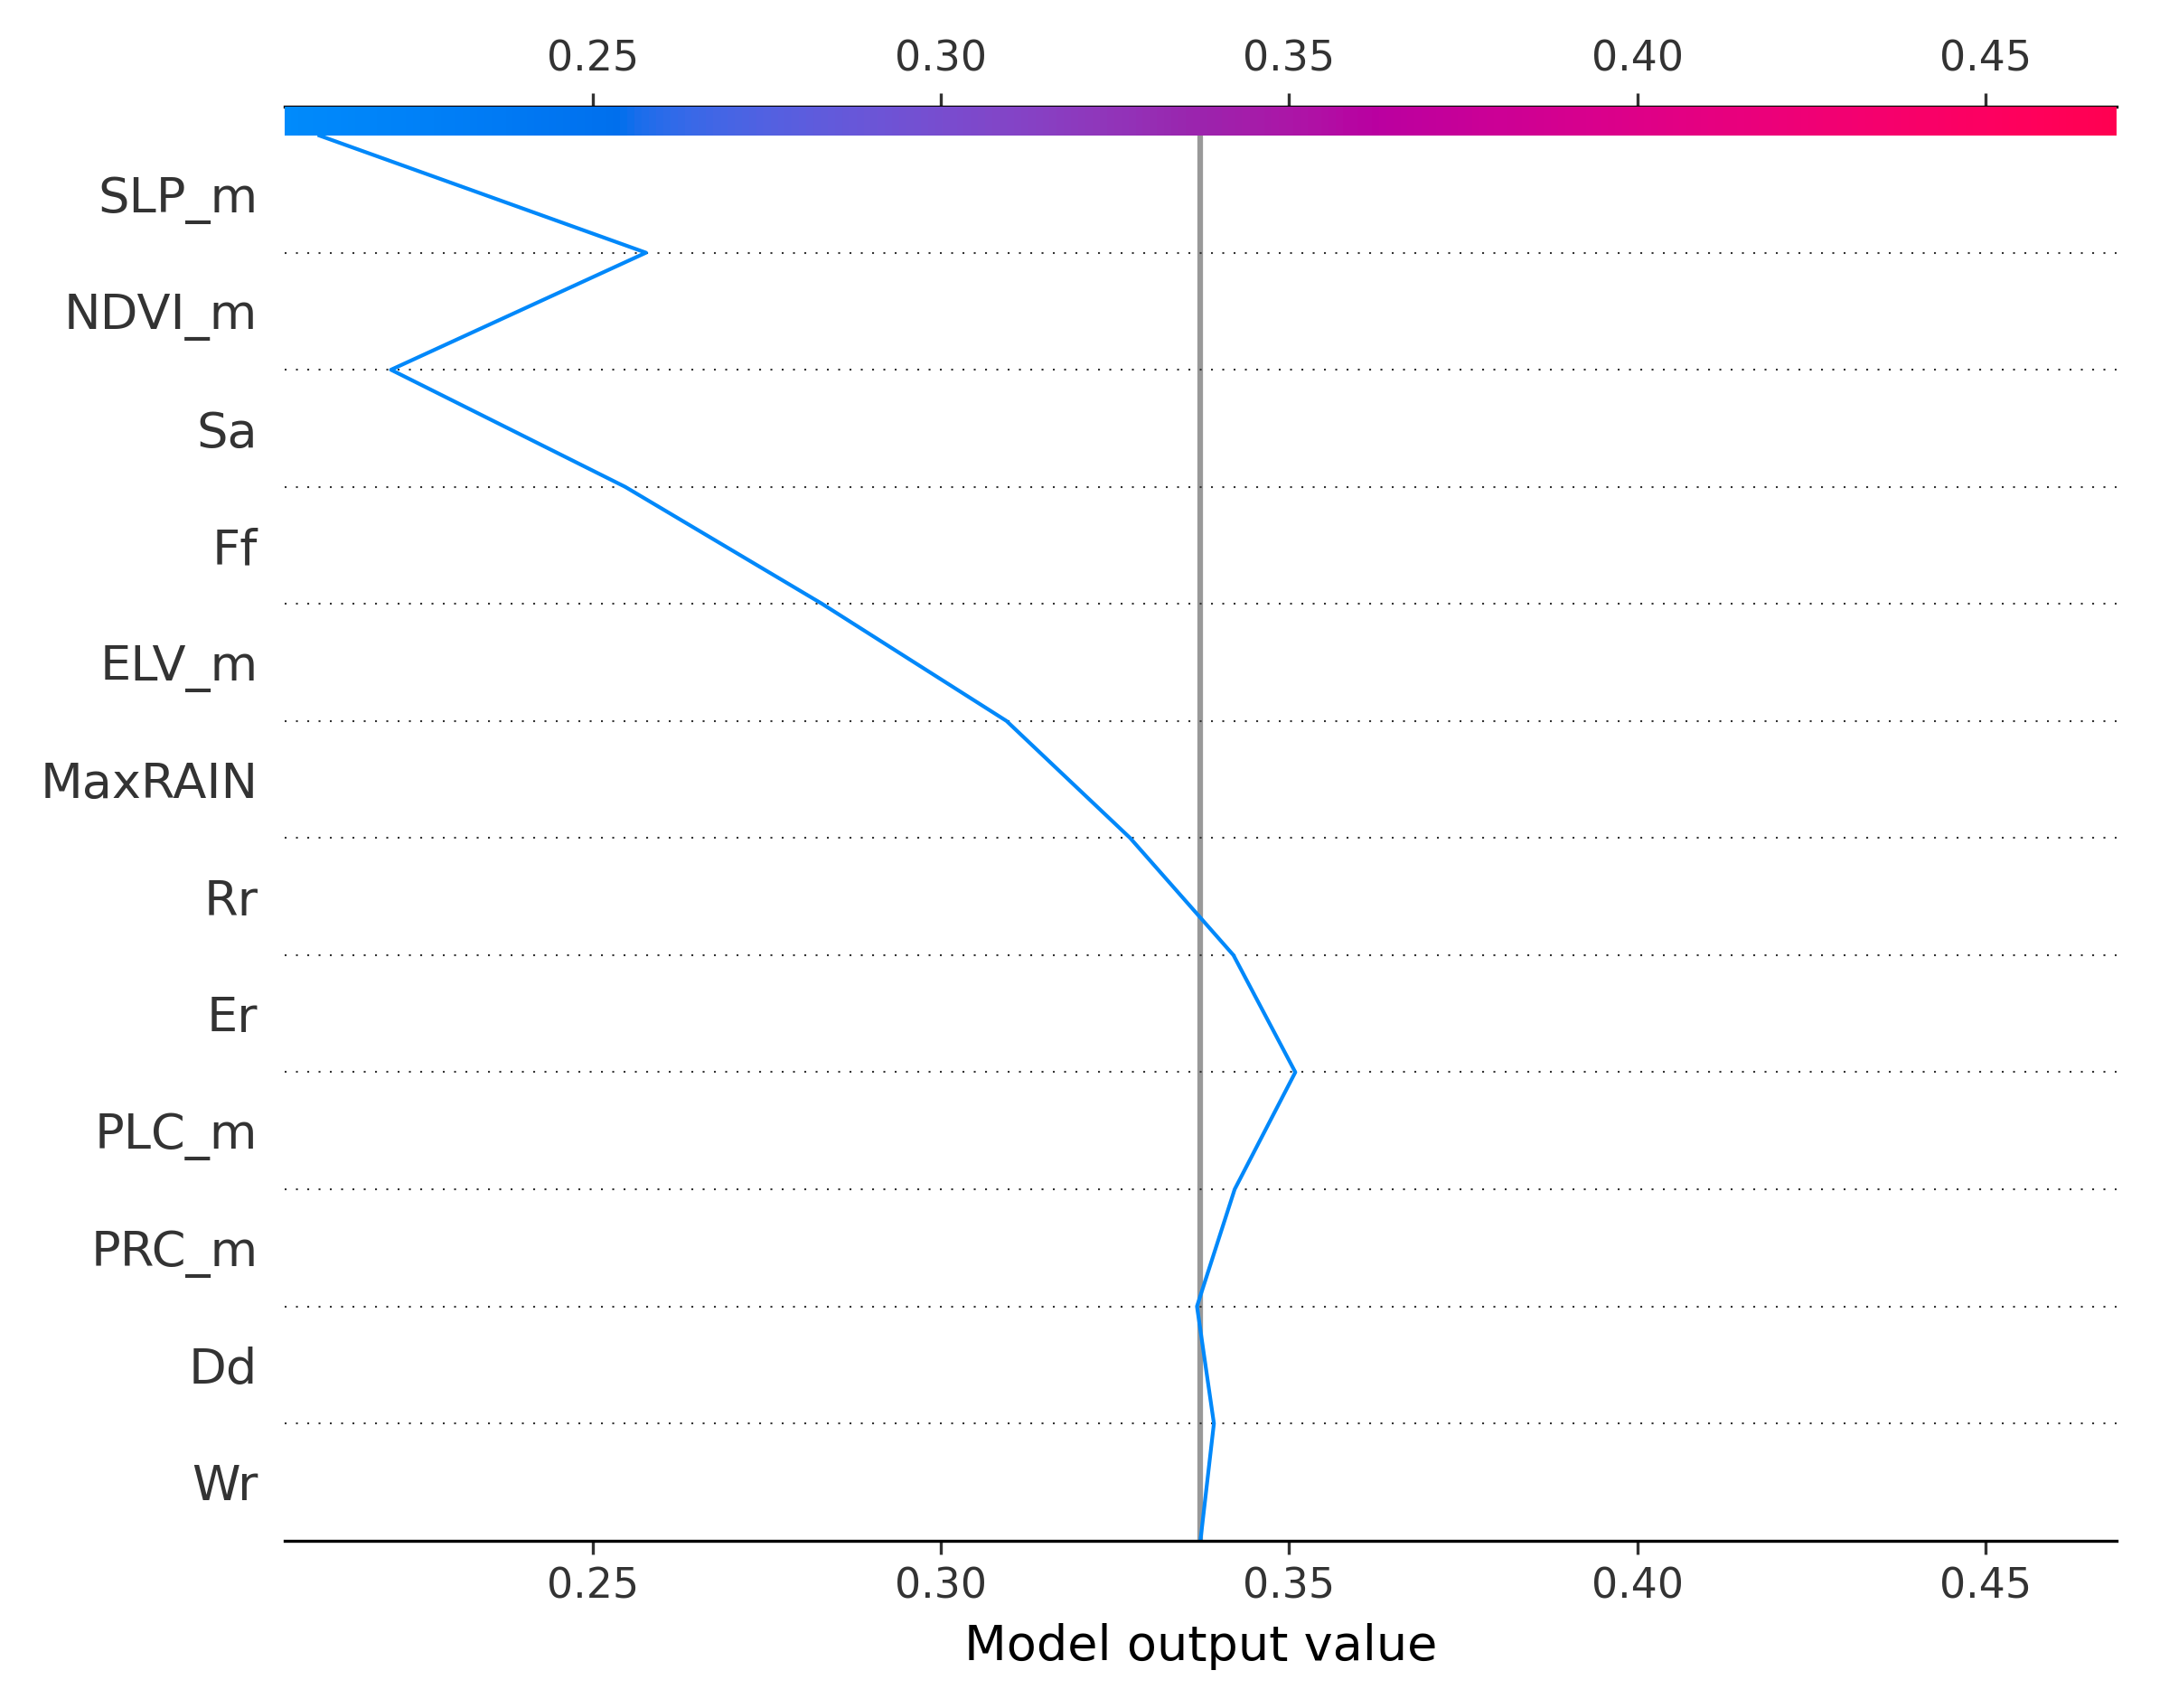 0.25 0.30 0.35 0.40 0.45
SLP_m
NDVI_m
Sa
Ff
ELV_m
MaxRAIN
Rr
Er
PLC_m
PRC_m
Dd
Wr
0.25 0.30 0.35 0.40 0.45
Model output value